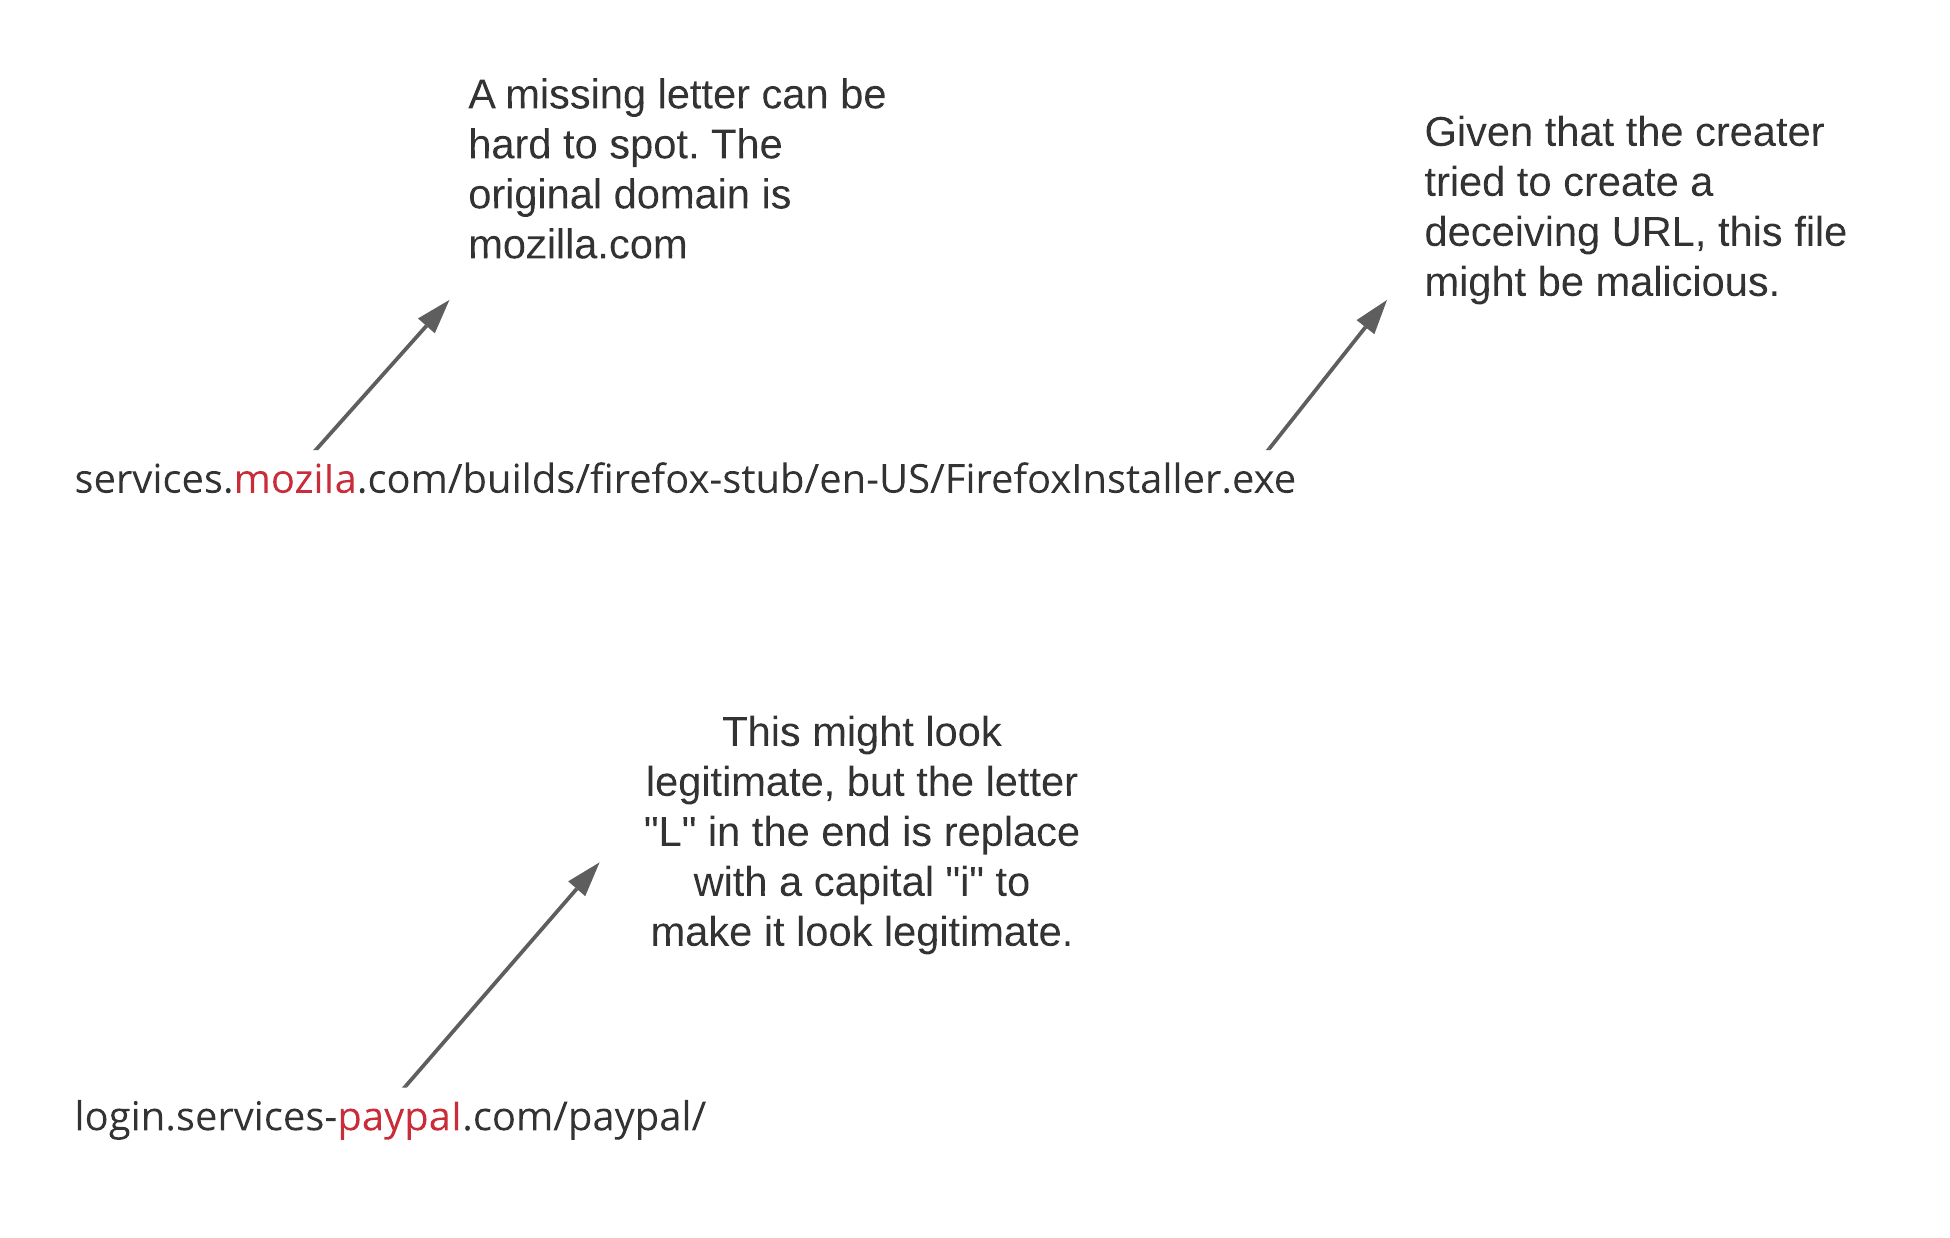 A missing letter can be
hard to spot. The
original domain is
mozilla.com
Given that the creater
tried to create a
deceiving URL, this file
might be malicious.
services.mozila.com/builds/firefox-stub/en-US/FirefoxInstaller.exe
This might look
legitimate, but the letter
"L" in the end is replace
with a capital "i" to
make it look legitimate.
login.services-paypal.com/paypal/